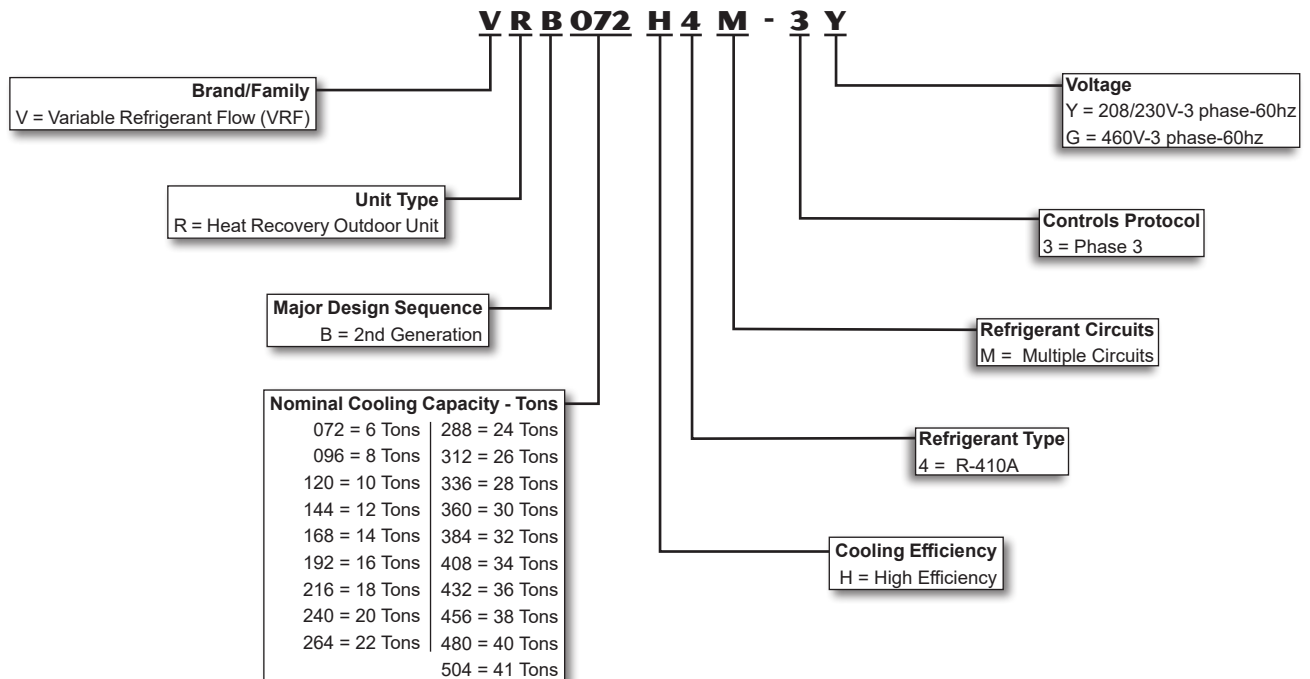 VRB072H4M-3Y
Brand/Family
V = Variable Refrigerant Flow (VRF)
Voltage
Y = 208/230V-3 phase-60hz
G = 460V-3 phase-60hz
Unit Type
R = Heat Recovery Outdoor Unit
Controls Protocol
3 = Phase 3
Major Design Sequence
B = 2nd Generation
Refrigerant Circuits
M = Multiple Circuits
Nominal Cooling Capacity - Tons
072 = 6 Tons
096 = 8 Tons
120 = 10 Tons
144 = 12 Tons
168 = 14 Tons
192 = 16 Tons
216 = 18 Tons
240 = 20 Tons
264 = 22 Tons
288 = 24 Tons
312 = 26 Tons
336 = 28 Tons
360 = 30 Tons
384 = 32 Tons
408 = 34 Tons
432 = 36 Tons
456 = 38 Tons
480 = 40 Tons
504 = 41 Tons
Refrigerant Type
4 = R-410A
Cooling Efficiency
H = High Efficiency